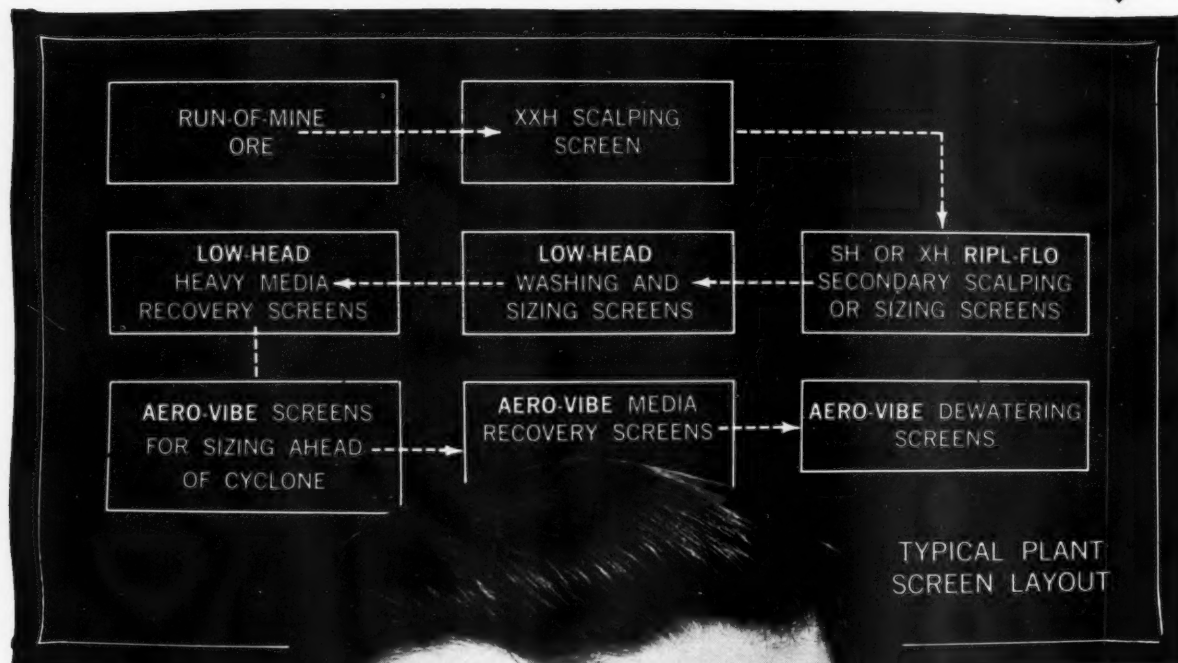 RUN-OF-MINE
ORE
XXH SCALPING
SCREEN
SH OR XH RIPL-FLO
SECONDARY SCALPING
OR SIZING SCREENS
LOW-HEAD
WASHING AND
SIZING SCREENS
LOW-HEAD
HEAVY MEDIA
RECOVERY SCREENS
AERO-VIBE SCREENS
FOR SIZING AHEAD
OF CYCLONE
AERO-VIBE MEDIA
RECOVERY SCREENS
AERO-VIBE DEWATERING
SCREENS
TYPICAL PLANT
SCREEN LAYOUT